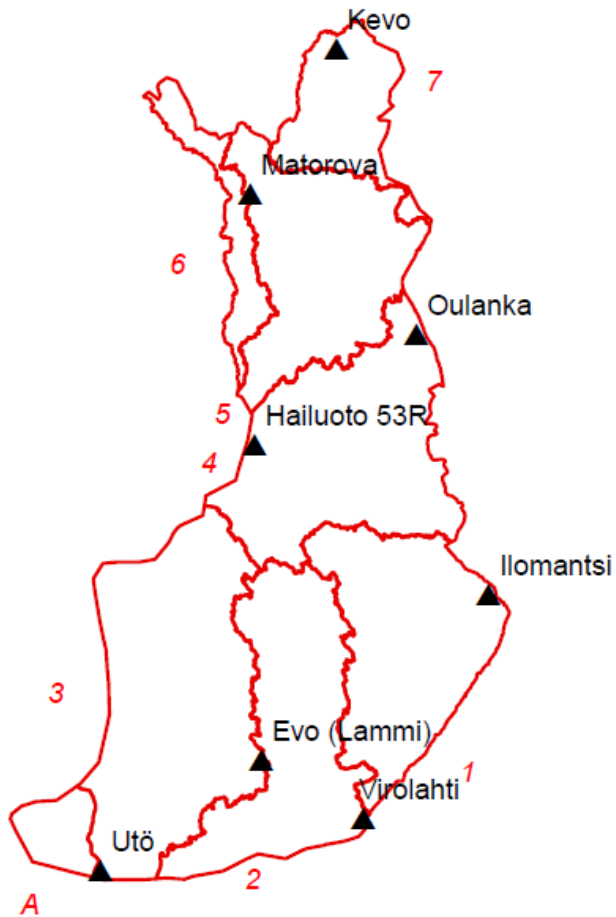 Kevo
7
Matorova
6
Oulanka
5
Hailuoto 53R
4
Ilomantsi
3
Evo (Lammi)
1
Virolahti
Utö
2
A